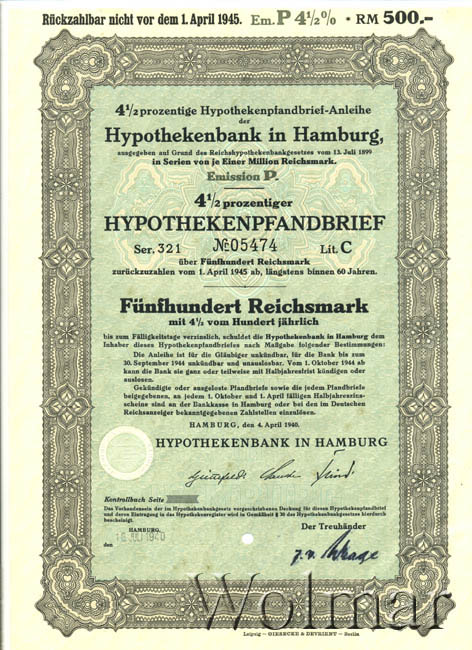 Rückzahlbar nicht vor dem 1. April 1945. Em. P 4½% • RM 500.-
4½ prozentige Hypothekenpfandbrief-Anleihe
der
Hypothekenbank in Hamburg,
ausgegeben auf Grund des Reichshypothekenbankgesetzes vom 13. Juli 1899
in Serien von je Einer Million Reichsmark.
Emission P.
4½ prozentiger
HYPOTHEKENPFANDBRIEF
Ser. 321 № 05474 Lit. C
über Fünfhundert Reichsmark
zurückzuzahlen vom 1. April 1945 ab, längstens binnen 60 Jahren.
Fünfhundert Reichsmark
mit 4½ vom Hundert jährlich
bis zum Fälligkeitstage verzinslich, schuldet die Hypothekenbank in Hamburg dem
Inhaber dieses Hypothekenpfandbriefes nach Maßgabe folgender Bestimmungen:
Die Anleihe ist für die Gläubiger unkündbar, für die Bank bis zum
30. September 1944 unkündbar und unauslosbar. Vom 1. Oktober 1944 ab
kann die Bank sie ganz oder teilweise mit Halbjahresfrist kündigen oder
auslosen.
Gekündigte oder ausgeloste Pfandbriefe sowie die jedem Pfandbriefe
beigegebenen, an jedem 1. Oktober und 1. April fälligen Halbjahreszins-
scheine sind an der Bankkasse in Hamburg oder bei den im Deutschen
Reichsanzeiger bekanntgegebenen Zahlstellen einzulösen.
HAMBURG, den 4. April 1940.
HYPOTHEKENBANK IN HAMBURG
Kontrollbuch Seite
Das Vorhandensein der im Hypothekenbankgesetz vorgeschriebenen Deckung für diesen Hypothekenpfandbrief
und deren Eintragung in das Hypothekenregister wird in Gemäßheit § 30 des Hypothekenbankgesetzes hierdurch
bescheinigt.
HAMBURG, Der Treuhänder
den 1940
Wolmar
Leipzig — GIESECKE & DEVRIENT — Berlin.